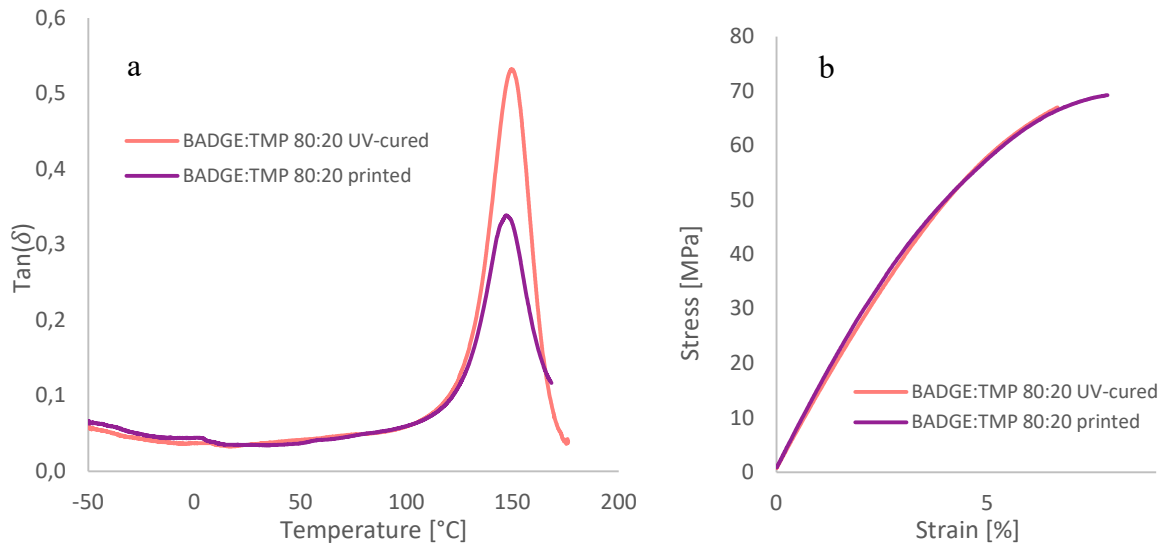 a
0,6
0,5
0,4
0,3
0,2
0,1
0,0
Tan(δ)
BADGE:TMP 80:20 UV-cured
BADGE:TMP 80:20 printed
-50
0
50
100
150
200
Temperature [°C]
b
80
70
60
50
40
30
20
10
0
Stress [MPa]
BADGE:TMP 80:20 UV-cured
BADGE:TMP 80:20 printed
0
5
Strain [%]